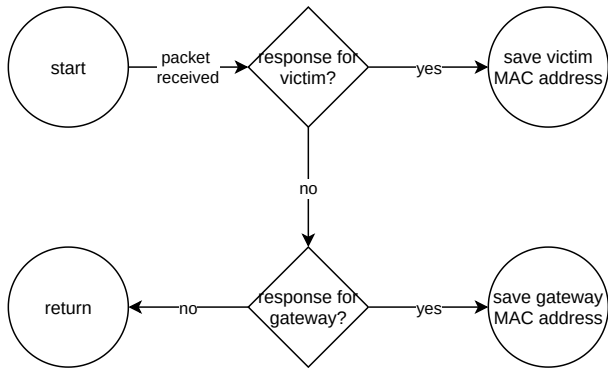 start
packet
received
response for
victim?
yes
save victim
MAC address
no
return
no
response for
gateway?
yes
save gateway
MAC address